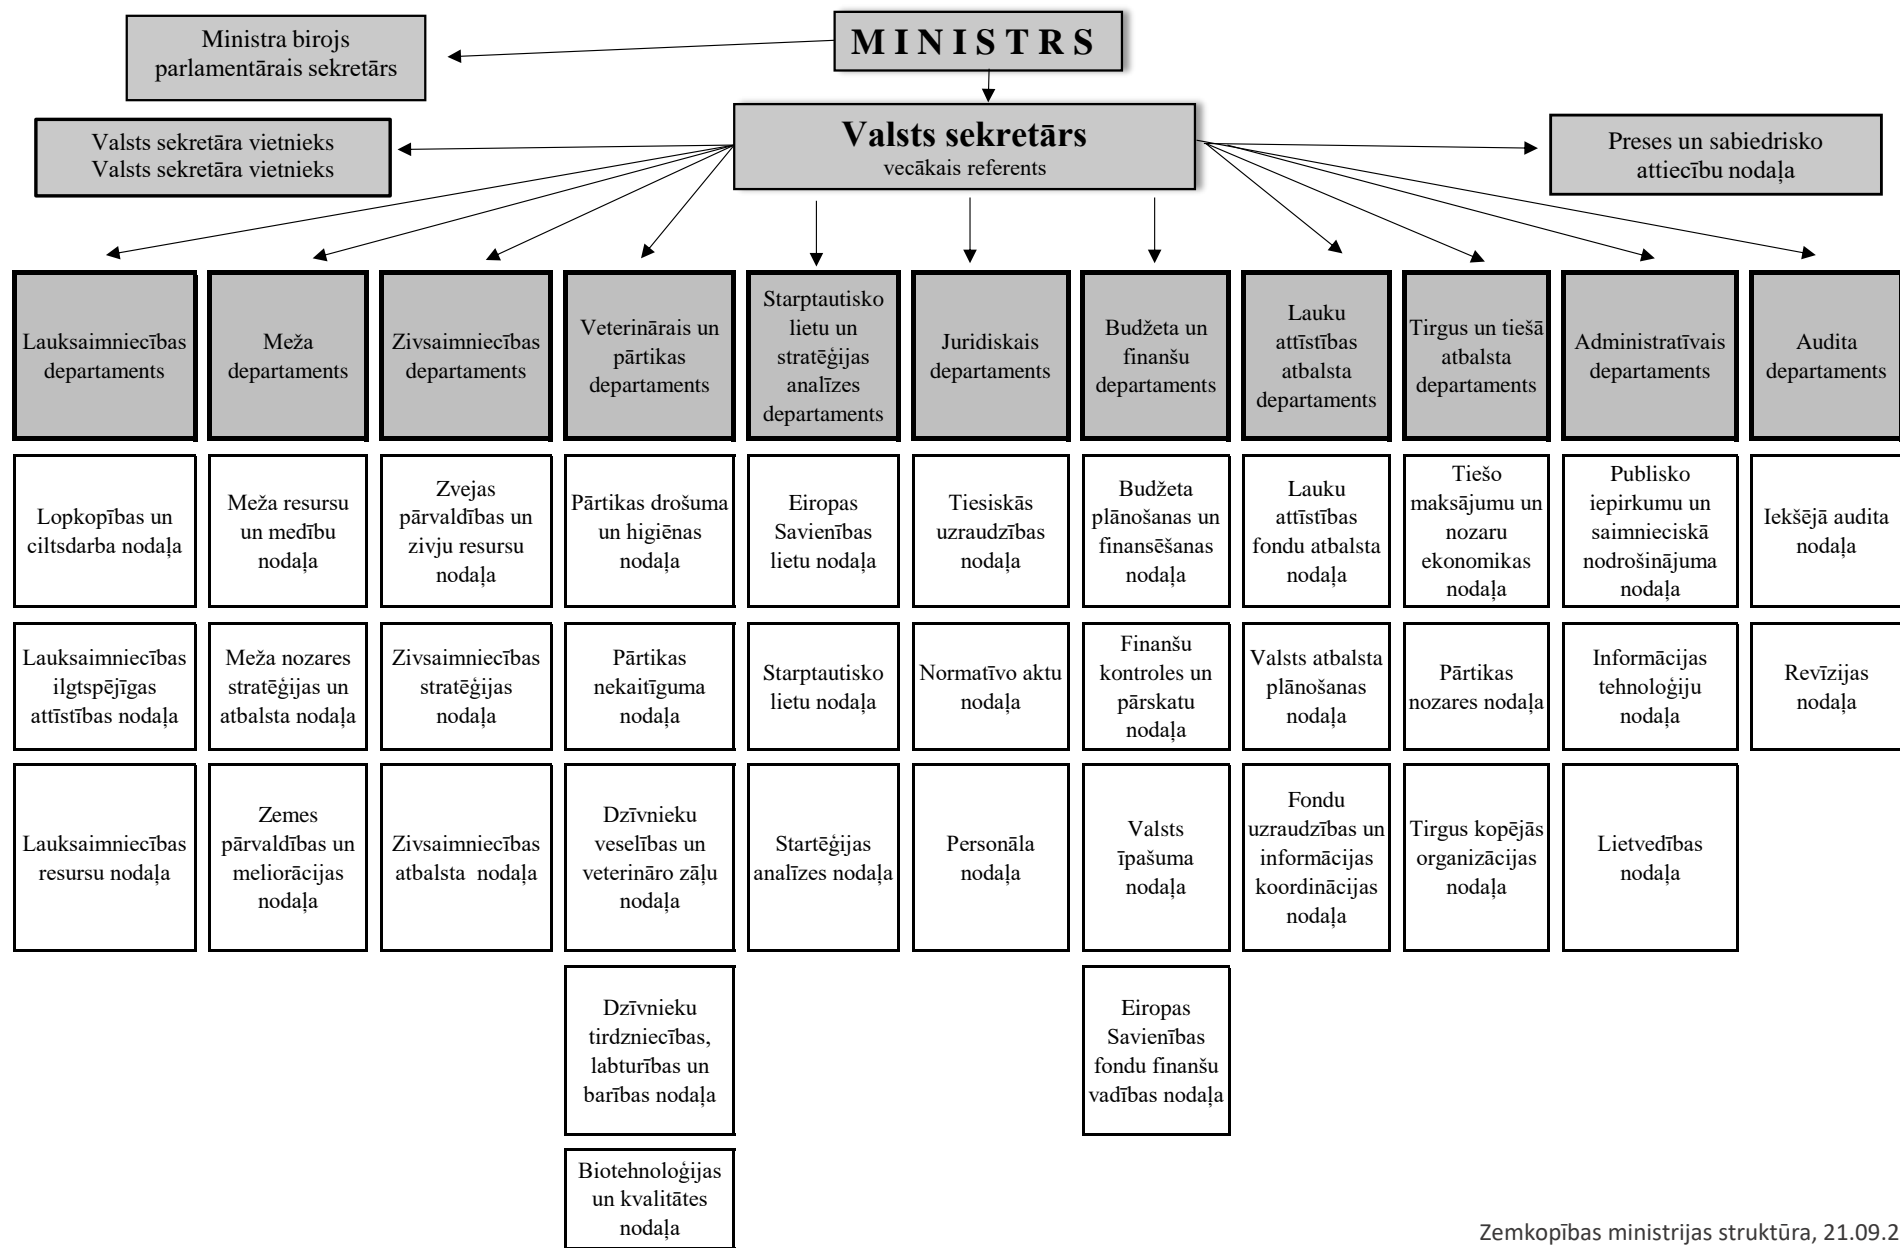 Ministra birojs
parlamentārais sekretārs
M I N I S T R S
Valsts sekretāra vietnieks
Valsts sekretāra vietnieks
Valsts sekretārs
vecākais referents
Preses un sabiedrisko
attiecību nodaļa
Lauksaimniecības
departaments
Meža
departaments
Zivsaimniecības
departaments
Veterinārais un
pārtikas
departaments
Starptautisko
lietu un
stratēģijas
analīzes
departaments
Juridiskais
departaments
Budžeta un
finanšu
departaments
Lauku
attīstības
atbalsta
departaments
Tirgus un tiešā
atbalsta
departaments
Administratīvais
departaments
Audita
departaments
Lopkopības un
ciltsdarba nodaļa
Meža resursu
un medību
nodaļa
Zvejas
pārvaldības un
zivju resursu
nodaļa
Pārtikas drošuma
un higiēnas
nodaļa
Eiropas
Savienības
lietu nodaļa
Tiesiskās
uzraudzības
nodaļa
Budžeta
plānošanas un
finansēšanas
nodaļa
Lauku
attīstības
fondu atbalsta
nodaļa
Tiešo
maksājumu un
nozaru
ekonomikas
nodaļa
Publisko
iepirkumu un
saimnieciskā
nodrošinājuma
nodaļa
Iekšējā audita
nodaļa
Lauksaimniecības
ilgtspējīgas
attīstības nodaļa
Meža nozares
stratēģijas un
atbalsta nodaļa
Zivsaimniecības
stratēģijas
nodaļa
Pārtikas
nekaitīguma
nodaļa
Starptautisko
lietu nodaļa
Normatīvo aktu
nodaļa
Finanšu
kontroles un
pārskatu
nodaļa
Valsts atbalsta
plānošanas
nodaļa
Pārtikas
nozares nodaļa
Informācijas
tehnoloģiju
nodaļa
Revīzijas
nodaļa
Lauksaimniecības
resursu nodaļa
Zemes
pārvaldības un
meliorācijas
nodaļa
Zivsaimniecības
atbalsta nodaļa
Dzīvnieku
veselības un
veterināro zāļu
nodaļa
Startēģijas
analīzes nodaļa
Personāla
nodaļa
Valsts
īpašuma
nodaļa
Fondu
uzraudzības un
informācijas
koordinācijas
nodaļa
Tirgus kopējās
organizācijas
nodaļa
Lietvedības
nodaļa
Dzīvnieku
tirdzniecības,
labturības un
barības nodaļa
Eiropas
Savienības
fondu finanšu
vadības nodaļa
Biotehnoloģijas
un kvalitātes
nodaļa
Zemkopības ministrijas struktūra, 21.09.2